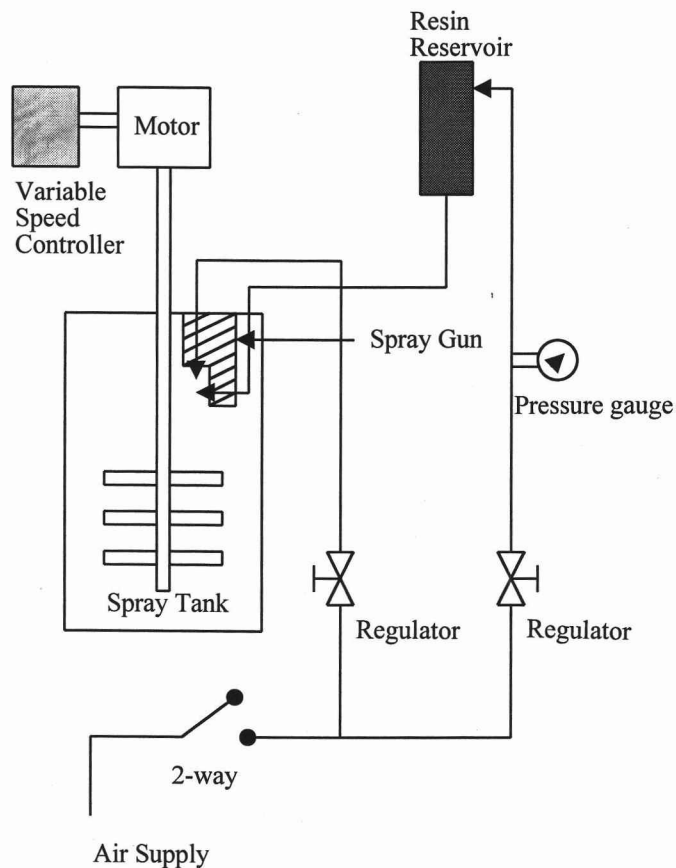 Resin
Reservoir
Motor
Variable
Speed
Controller
Spray Gun
Pressure gauge
Spray Tank
Regulator
Regulator
2-way
Air Supply